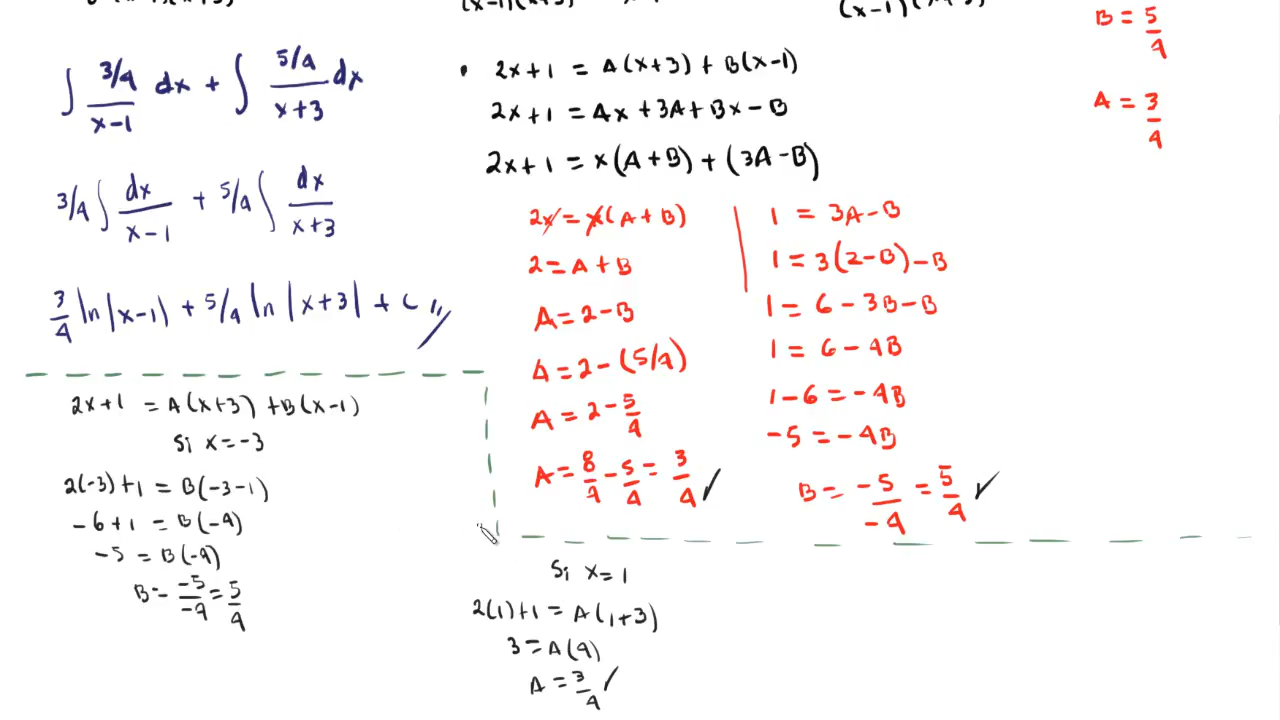 (x-1)(x+3)
B = 5/4
A = 3/4
∫ 3/4/(x-1) dx + ∫ 5/4/(x+3) dx
3/4 ∫ dx/(x-1) + 5/4 ∫ dx/(x+3)
3/4 ln|x-1| + 5/4 ln|x+3| + C //
• 2x+1 = A(x+3) + B(x-1)
2x+1 = Ax + 3A + Bx - B
2x+1 = x(A+B) + (3A-B)
2x = x(A+B)
2 = A+B
A = 2-B
A = 2-(5/4)
A = 2 - 5/4
A = 8/4 - 5/4 = 3/4 ✓
1 = 3A-B
1 = 3(2-B)-B
1 = 6-3B-B
1 = 6-4B
1-6 = -4B
-5 = -4B
B = -5/-4 = 5/4 ✓
2x+1 = A(x+3) + B(x-1)
Si x=-3
2(-3)+1 = B(-3-1)
-6+1 = B(-4)
-5 = B(-4)
B = -5/-4 = 5/4
Si x=1
2(1)+1 = A(1+3)
3 = A(4)
A = 3/4 ✓